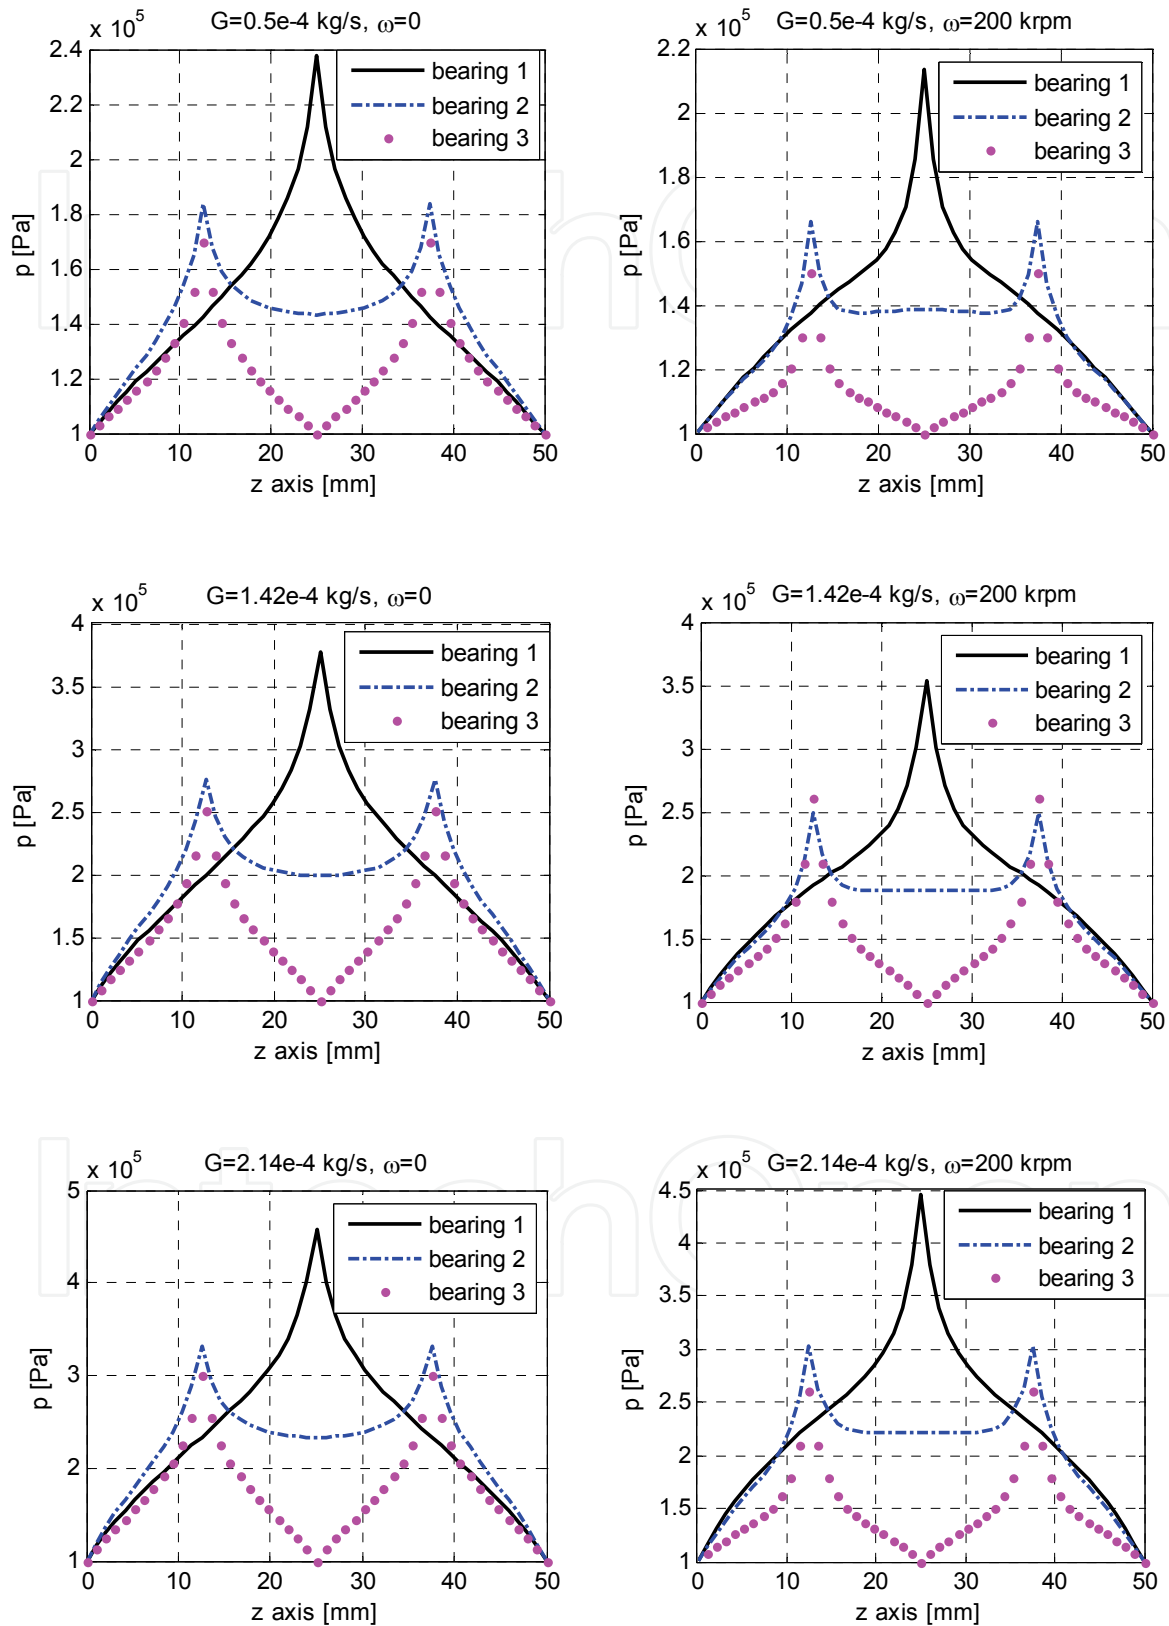 x 10^5 G=0.5e-4 kg/s, ω=0
2.4
2.2
2
1.8
1.6
1.4
1.2
1
p [Pa]
bearing 1
bearing 2
bearing 3
0 10 20 30 40 50
z axis [mm]
x 10^5 G=0.5e-4 kg/s, ω=200 krpm
2.2
2
1.8
1.6
1.4
1.2
1
p [Pa]
bearing 1
bearing 2
bearing 3
0 10 20 30 40 50
z axis [mm]
x 10^5 G=1.42e-4 kg/s, ω=0
4
3.5
3
2.5
2
1.5
1
p [Pa]
bearing 1
bearing 2
bearing 3
0 10 20 30 40 50
z axis [mm]
x 10^5 G=1.42e-4 kg/s, ω=200 krpm
4
3.5
3
2.5
2
1.5
1
p [Pa]
bearing 1
bearing 2
bearing 3
0 10 20 30 40 50
z axis [mm]
x 10^5 G=2.14e-4 kg/s, ω=0
5
4
3
2
1
p [Pa]
bearing 1
bearing 2
bearing 3
0 10 20 30 40 50
z axis [mm]
x 10^5 G=2.14e-4 kg/s, ω=200 krpm
4.5
4
3.5
3
2.5
2
1.5
1
p [Pa]
bearing 1
bearing 2
bearing 3
0 10 20 30 40 50
z axis [mm]